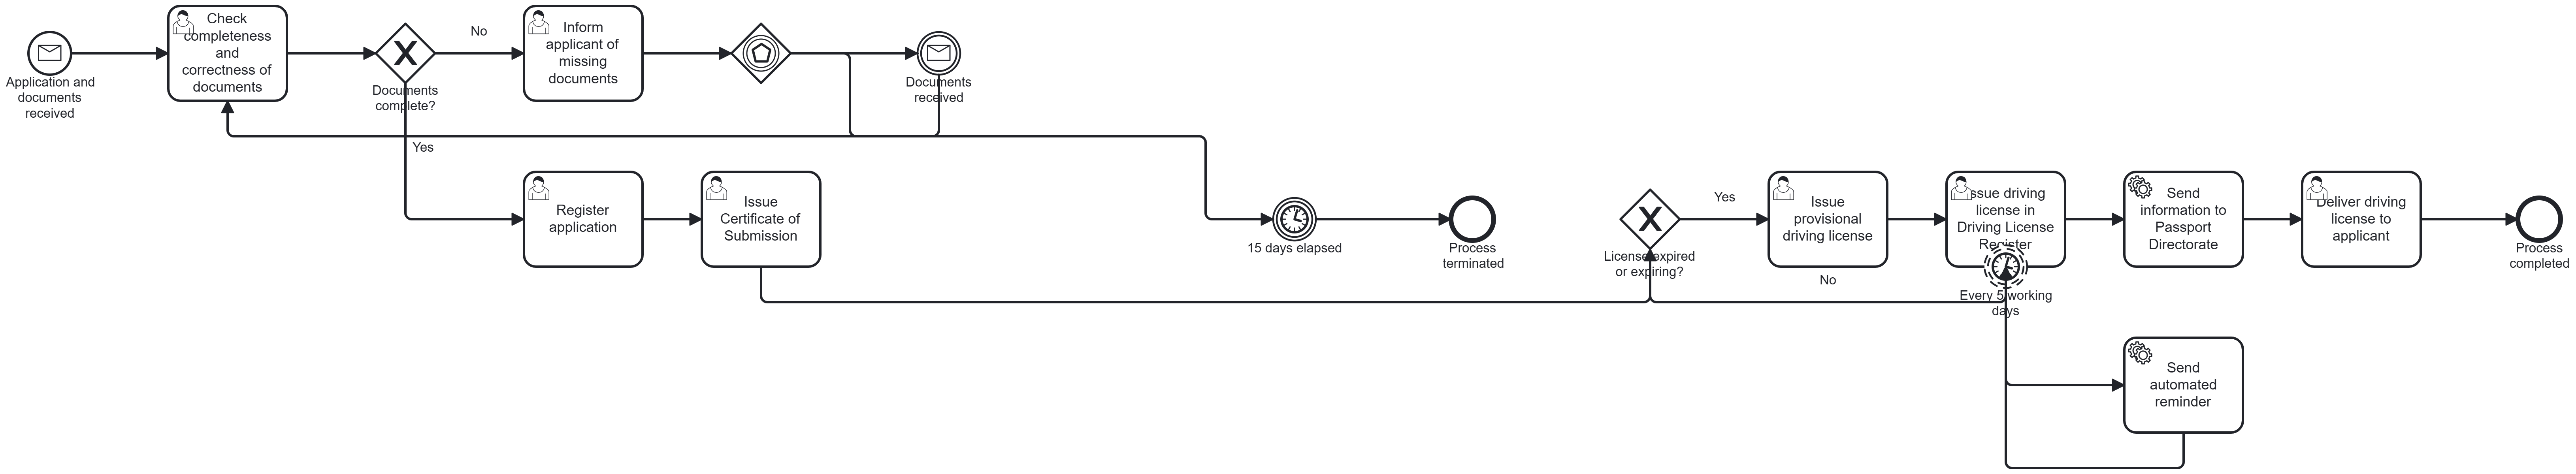 Application and
documents
received
Check
completeness
and
correctness of
documents
Documents
complete?
No
Yes
Inform
applicant of
missing
documents
Documents
received
Register
application
Issue
Certificate of
Submission
15 days elapsed
Process
terminated
License expired
or expiring?
Yes
No
Issue
provisional
driving license
Issue driving
license in
Driving License
Register
Every 5 working
days
Send
information to
Passport
Directorate
Deliver driving
license to
applicant
Process
completed
Send
automated
reminder